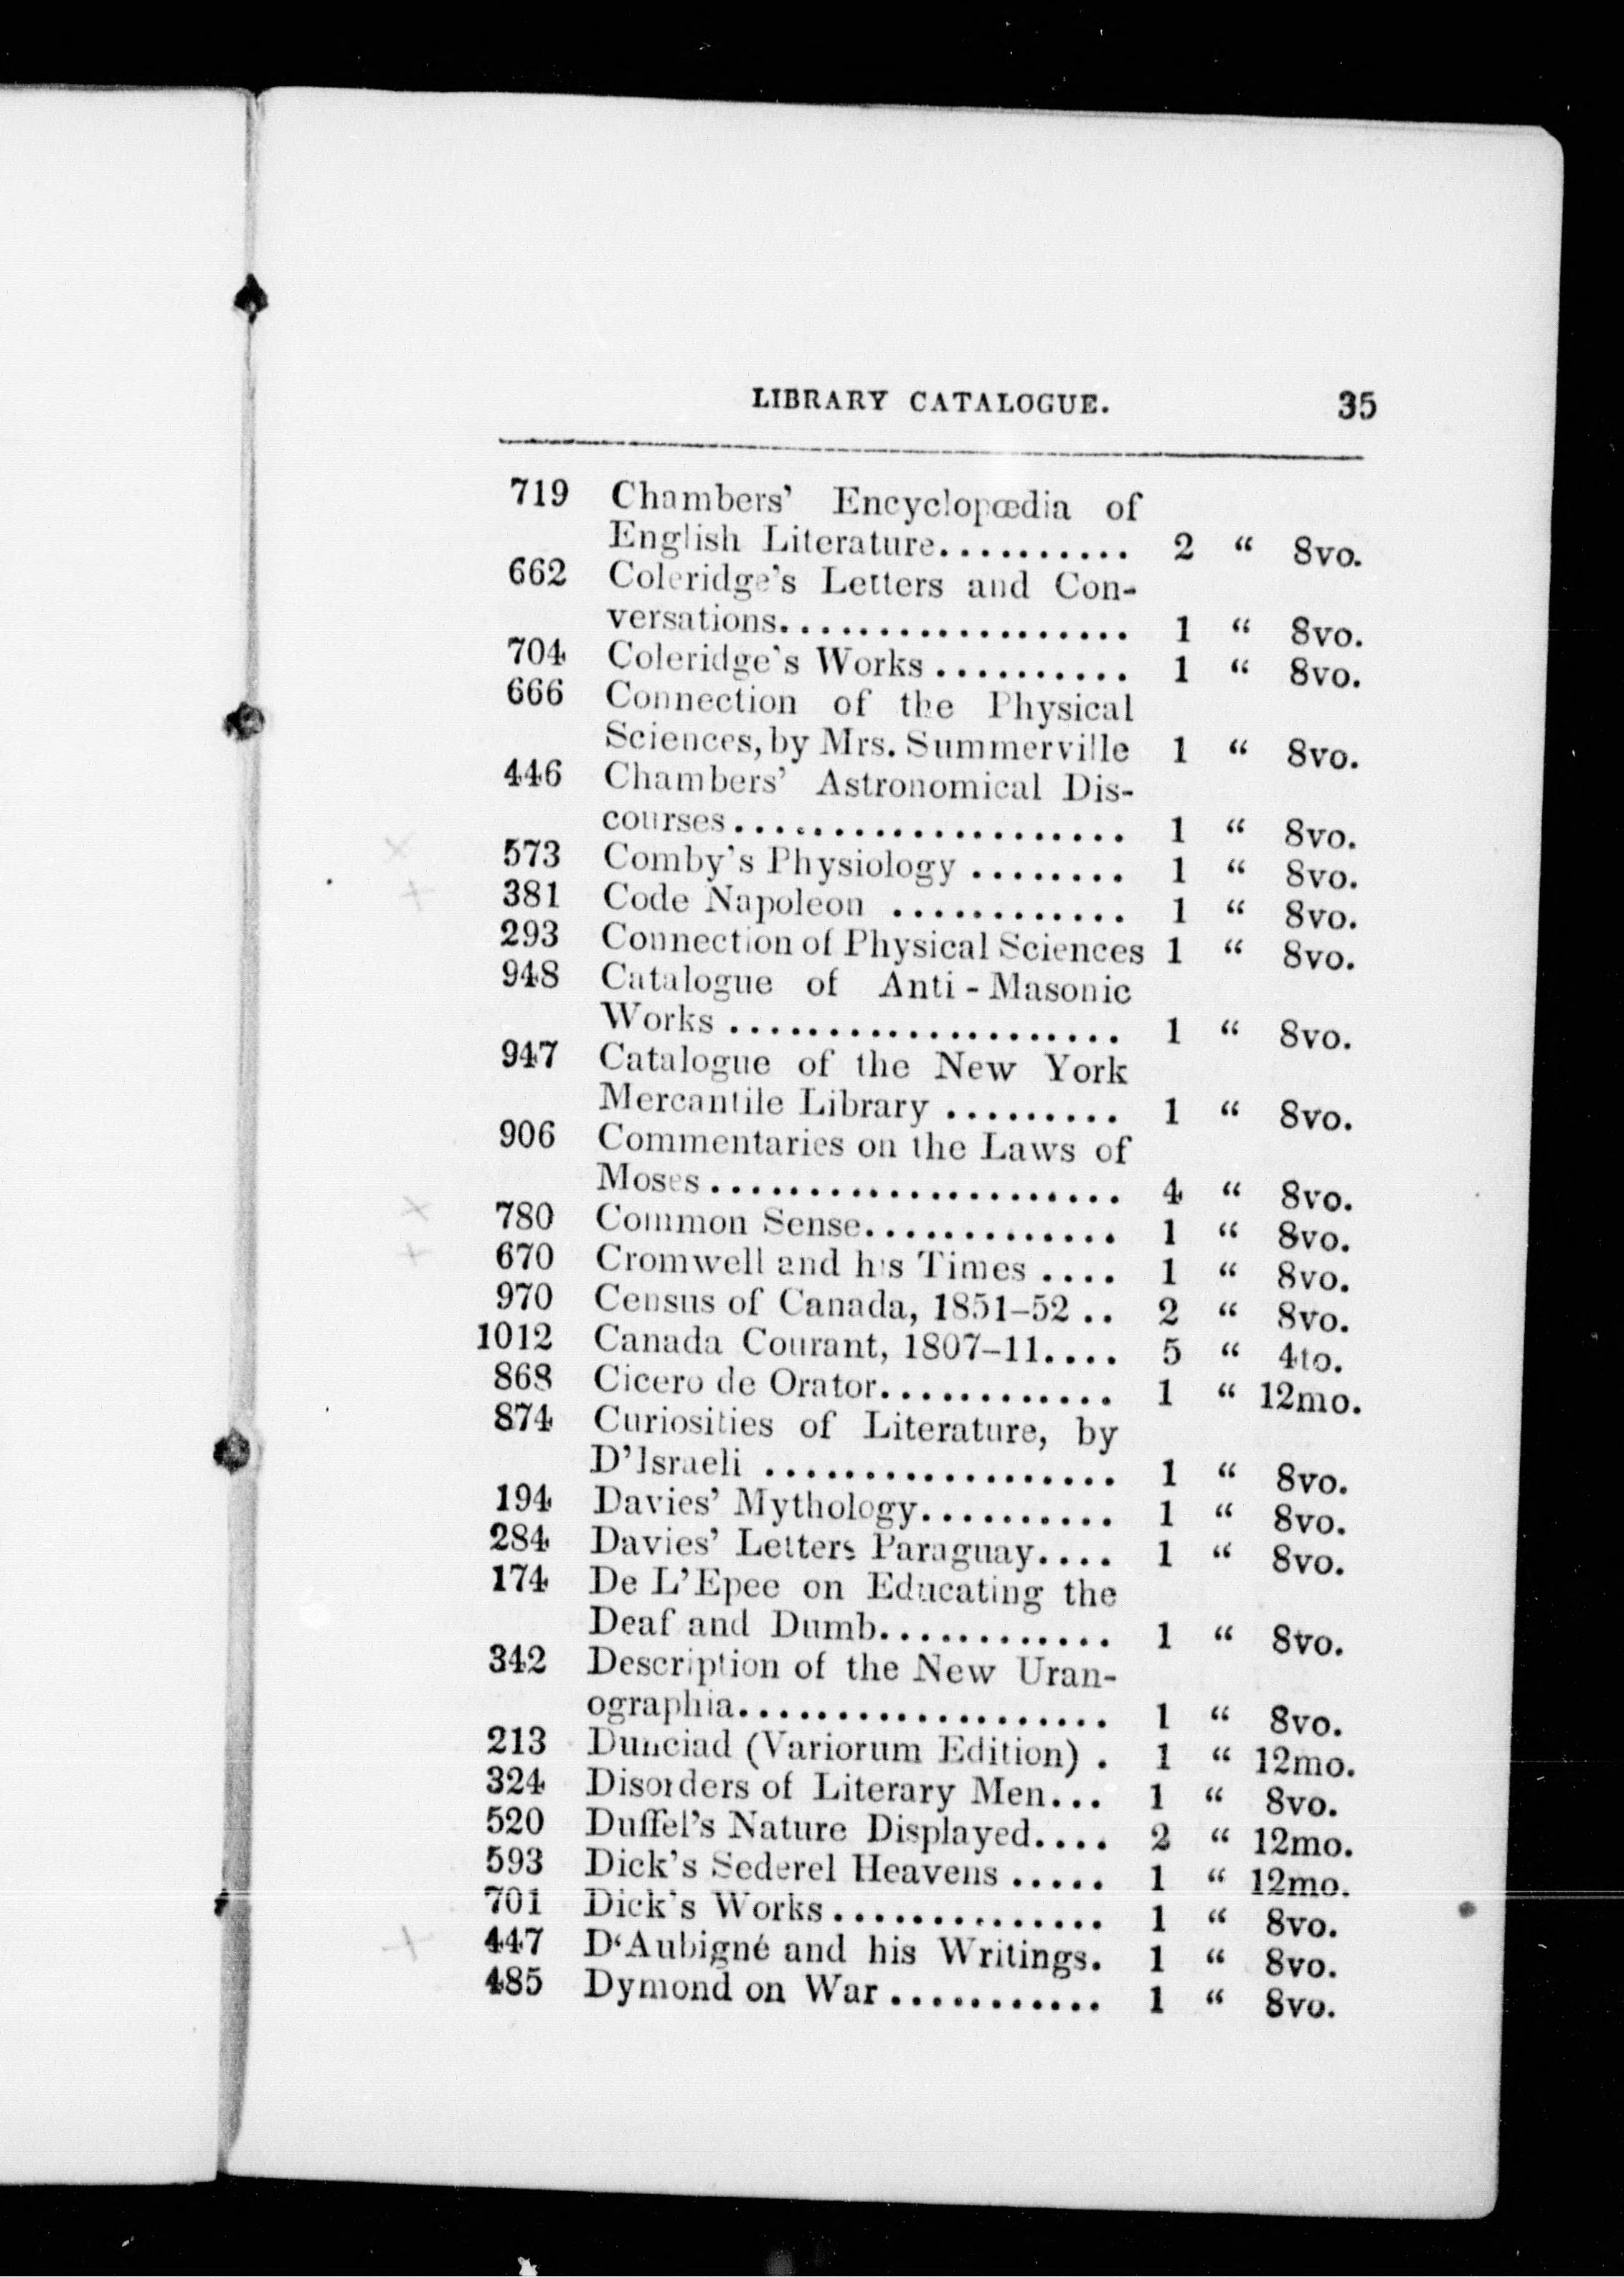 LIBRARY CATALOGUE. 35
719 Chambers' Encyclopœdia of
English Literature.......... 2 “ 8vo.
662 Coleridge's Letters and Con-
versations.................. 1 “ 8vo.
704 Coleridge's Works .......... 1 “ 8vo.
666 Connection of the Physical
Sciences, by Mrs. Summerville 1 “ 8vo.
446 Chambers' Astronomical Dis-
courses.................... 1 “ 8vo.
573 Comby's Physiology ........ 1 “ 8vo.
381 Code Napoleon ............ 1 “ 8vo.
293 Connection of Physical Sciences 1 “ 8vo.
948 Catalogue of Anti - Masonic
Works .................... 1 “ 8vo.
947 Catalogue of the New York
Mercantile Library ......... 1 “ 8vo.
906 Commentaries on the Laws of
Moses..................... 4 “ 8vo.
780 Common Sense............. 1 “ 8vo.
670 Cromwell and his Times .... 1 “ 8vo.
970 Census of Canada, 1851–52 .. 2 “ 8vo.
1012 Canada Courant, 1807–11.... 5 “ 4to.
868 Cicero de Orator............ 1 “ 12mo.
874 Curiosities of Literature, by
D'Israeli .................. 1 “ 8vo.
194 Davies' Mythology.......... 1 “ 8vo.
284 Davies' Letters Paraguay.... 1 “ 8vo.
174 De L'Epee on Educating the
Deaf and Dumb............ 1 “ 8vo.
342 Description of the New Uran-
ographia................... 1 “ 8vo.
213 Dunciad (Variorum Edition) . 1 “ 12mo.
324 Disorders of Literary Men... 1 “ 8vo.
520 Duffel's Nature Displayed.... 2 “ 12mo.
593 Dick's Sederel Heavens ..... 1 “ 12mo.
701 Dick's Works.............. 1 “ 8vo.
447 D‘Aubigné and his Writings. 1 “ 8vo.
485 Dymond on War ........... 1 “ 8vo.